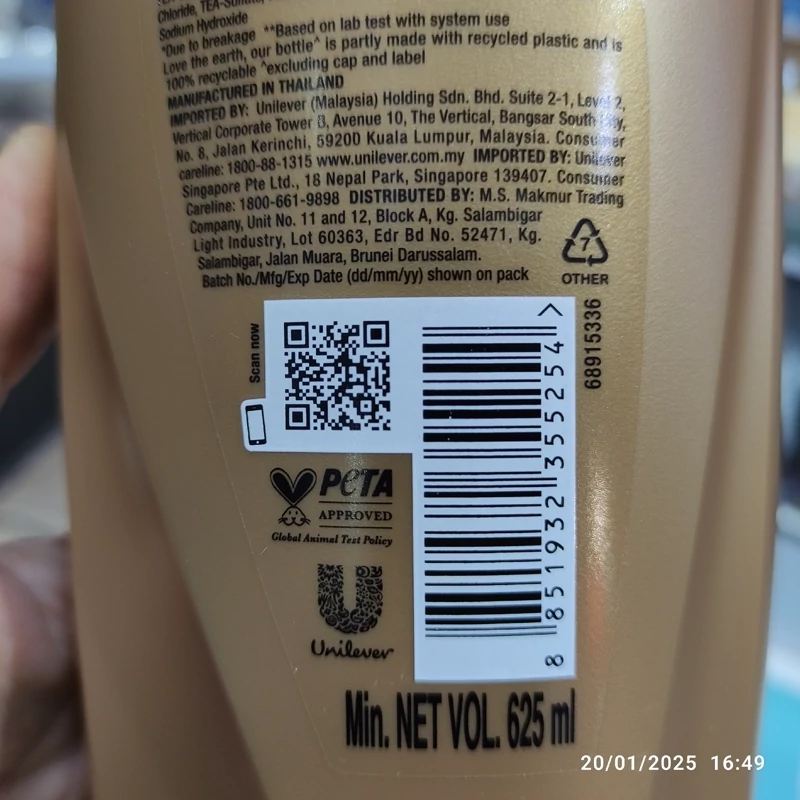 Chloride, TEA-Sulfate,
Sodium Hydroxide
*Due to breakage **Based on lab test with system use
Love the earth, our bottle^ is partly made with recycled plastic and is
100% recyclable ^excluding cap and label
MANUFACTURED IN THAILAND
IMPORTED BY: Unilever (Malaysia) Holding Sdn. Bhd. Suite 2-1, Level 2,
Vertical Corporate Tower B, Avenue 10, The Vertical, Bangsar South City,
No. 8, Jalan Kerinchi, 59200 Kuala Lumpur, Malaysia. Consumer
careline: 1800-88-1315 www.unilever.com.my IMPORTED BY: Unilever
Singapore Pte Ltd., 18 Nepal Park, Singapore 139407. Consumer
Careline: 1800-661-9898 DISTRIBUTED BY: M.S. Makmur Trading
Company, Unit No. 11 and 12, Block A, Kg. Salambigar
Light Industry, Lot 60363, Edr Bd No. 52471, Kg.
Salambigar, Jalan Muara, Brunei Darussalam.
Batch No./Mfg/Exp Date (dd/mm/yy) shown on pack
7
OTHER
Scan now
68915336
8 851932 355254 >
PETA
APPROVED
Global Animal Test Policy
Unilever
Min. NET VOL. 625 ml
20/01/2025 16:49